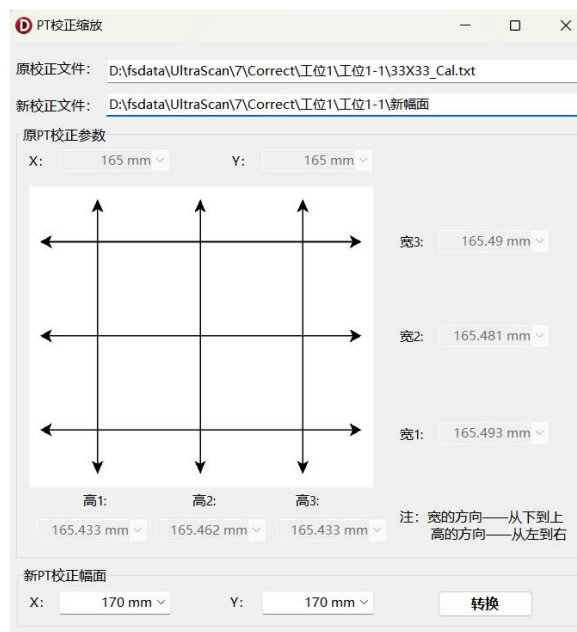 PT校正缩放
原校正文件： D:\fsdata\UltraScan\7\Correct\工位1\工位1-1\33X33_Cal.txt
新校正文件： D:\fsdata\UltraScan\7\Correct\工位1\工位1-1\新幅面
原PT校正参数
X： 165 mm Y： 165 mm
宽3： 165.49 mm
宽2： 165.481 mm
宽1： 165.493 mm
高1： 高2： 高3：
165.433 mm 165.462 mm 165.433 mm
注：宽的方向——从下到上
高的方向——从左到右
新PT校正幅面
X： 170 mm Y： 170 mm 转换